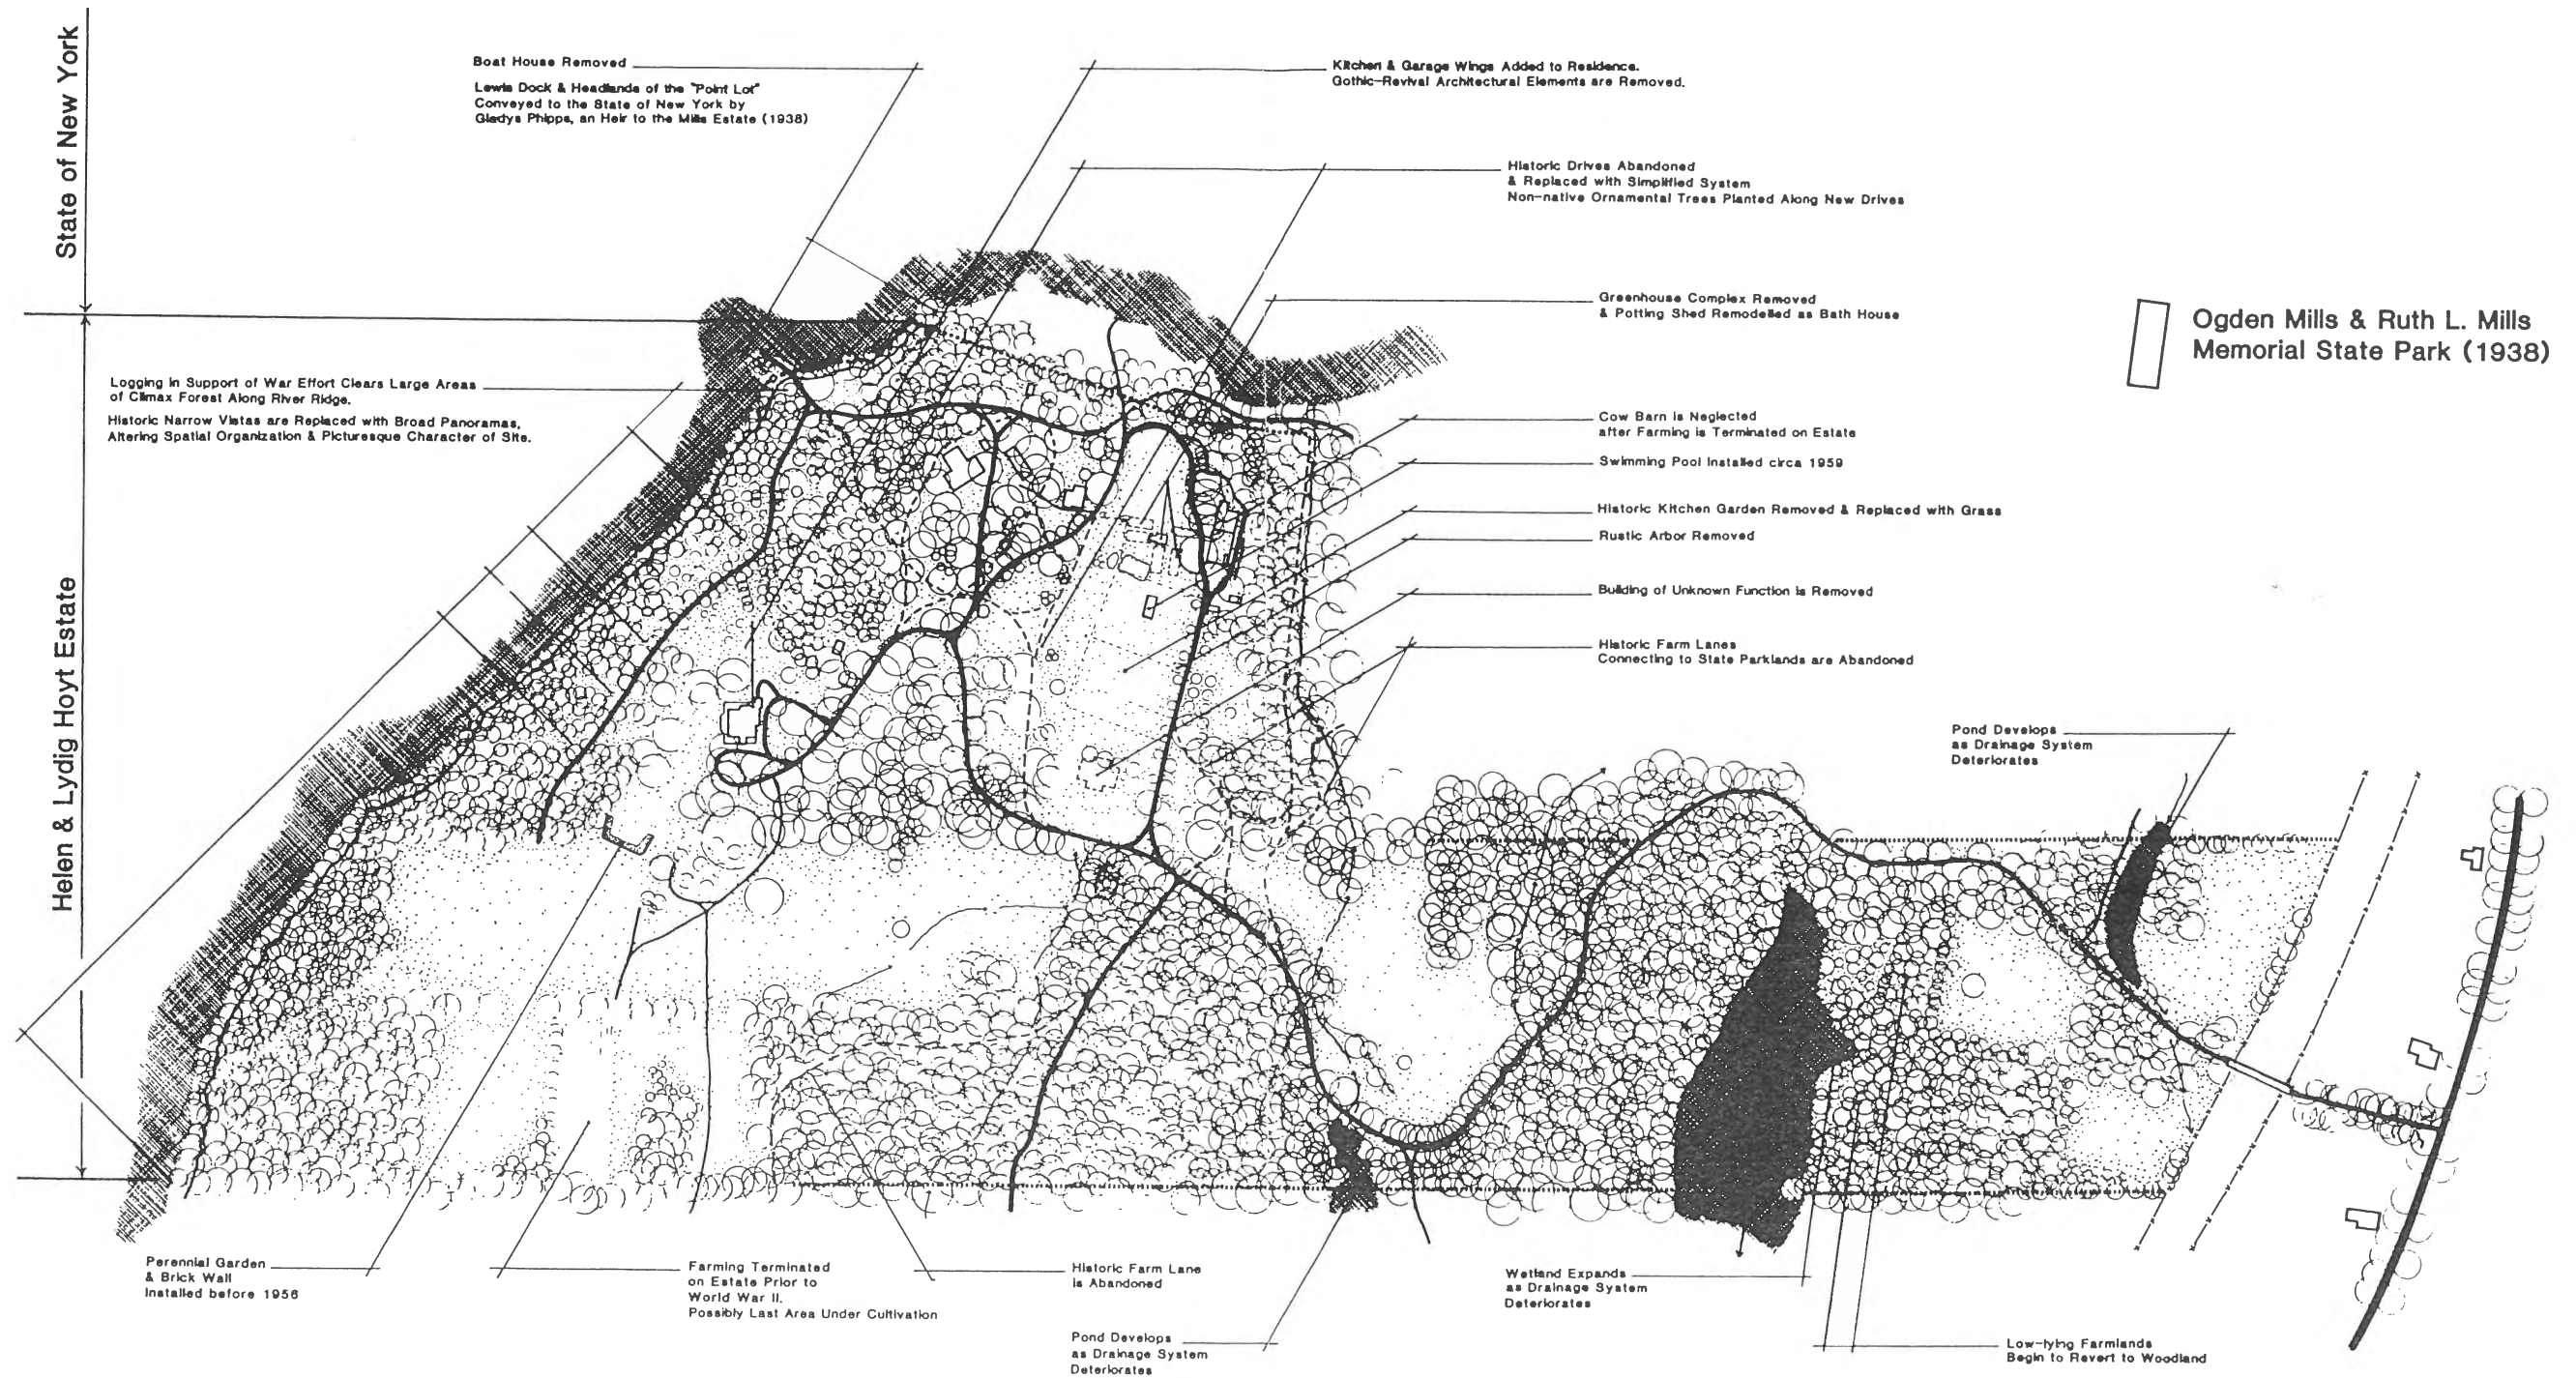 State of New York
Helen & Lydig Hoyt Estate
Boat House Removed
Lewis Dock & Headlands of the "Point Lot"
Conveyed to the State of New York by
Gladys Phipps, an Heir to the Mills Estate (1938)
Kitchen & Garage Wings Added to Residence.
Gothic-Revival Architectural Elements are Removed.
Historic Drives Abandoned
& Replaced with Simplified System
Non-native Ornamental Trees Planted Along New Drives
Greenhouse Complex Removed
& Potting Shed Remodelled as Bath House
Ogden Mills & Ruth L. Mills
Memorial State Park (1938)
Logging in Support of War Effort Clears Large Areas
of Climax Forest Along River Ridge.
Historic Narrow Vistas are Replaced with Broad Panoramas,
Altering Spatial Organization & Picturesque Character of Site.
Cow Barn is Neglected
after Farming is Terminated on Estate
Swimming Pool Installed circa 1959
Historic Kitchen Garden Removed & Replaced with Grass
Rustic Arbor Removed
Building of Unknown Function is Removed
Historic Farm Lanes
Connecting to State Parklands are Abandoned
Pond Develops
as Drainage System
Deteriorates
Perennial Garden
& Brick Wall
Installed before 1956
Farming Terminated
on Estate Prior to
World War II.
Possibly Last Area Under Cultivation
Historic Farm Lane
is Abandoned
Pond Develops
as Drainage System
Deteriorates
Wetland Expands
as Drainage System
Deteriorates
Low-lying Farmlands
Begin to Revert to Woodland